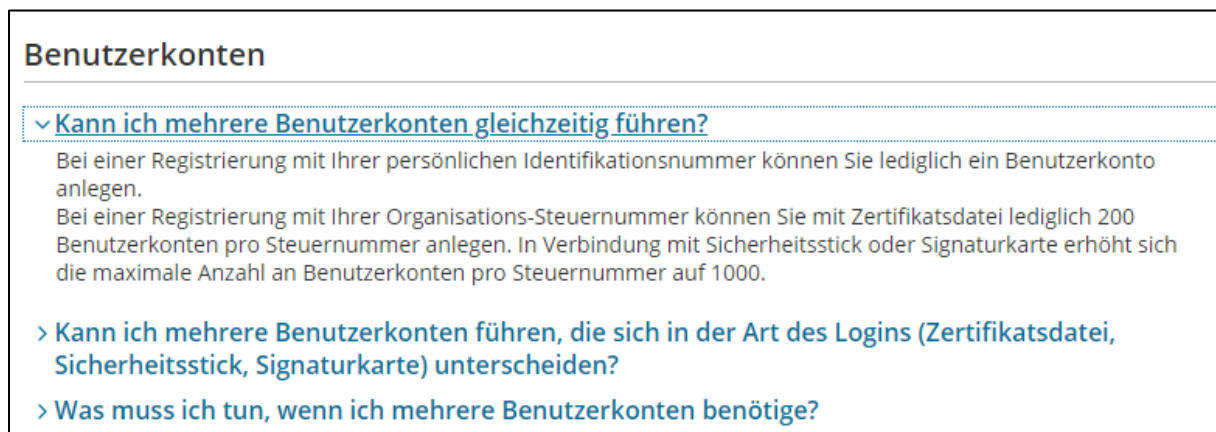 Benutzerkonten
Kann ich mehrere Benutzerkonten gleichzeitig führen?
Bei einer Registrierung mit Ihrer persönlichen Identifikationsnummer können Sie lediglich ein Benutzerkonto
anlegen.
Bei einer Registrierung mit Ihrer Organisations-Steuernummer können Sie mit Zertifikatsdatei lediglich 200
Benutzerkonten pro Steuernummer anlegen. In Verbindung mit Sicherheitsstick oder Signaturkarte erhöht sich
die maximale Anzahl an Benutzerkonten pro Steuernummer auf 1000.
Kann ich mehrere Benutzerkonten führen, die sich in der Art des Logins (Zertifikatsdatei,
Sicherheitsstick, Signaturkarte) unterscheiden?
Was muss ich tun, wenn ich mehrere Benutzerkonten benötige?